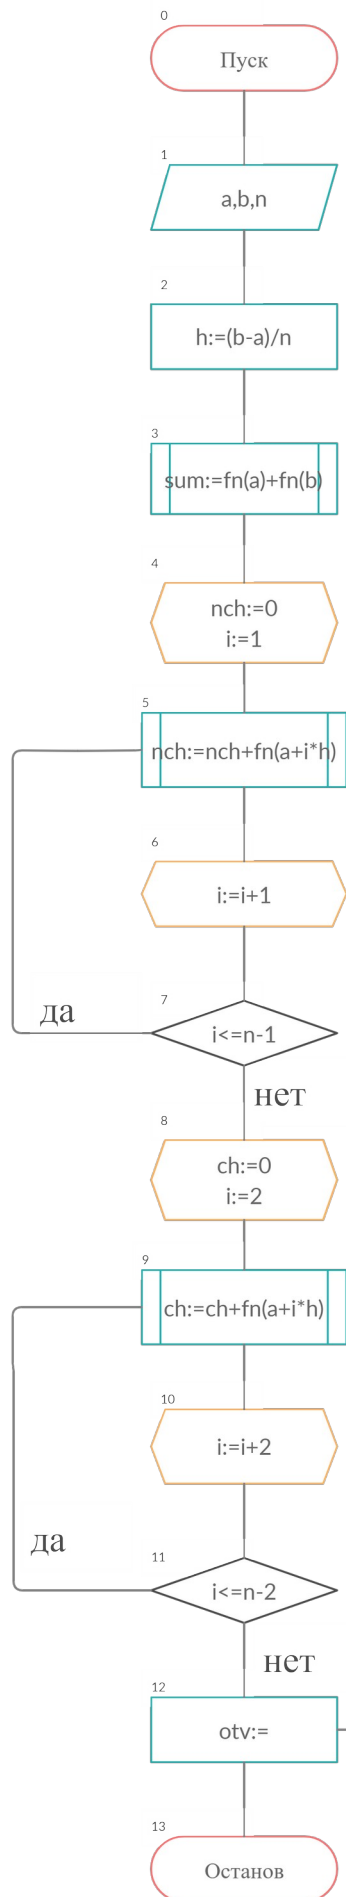 0
Пуск
1
a,b,n
2
h:=(b-a)/n
3
sum:=fn(a)+fn(b)
4
nch:=0
i:=1
5
nch:=nch+fn(a+i*h)
6
i:=i+1
7
i<=n-1
да
нет
8
ch:=0
i:=2
9
ch:=ch+fn(a+i*h)
10
i:=i+2
да
11
i<=n-2
нет
12
otv:=
13
Останов